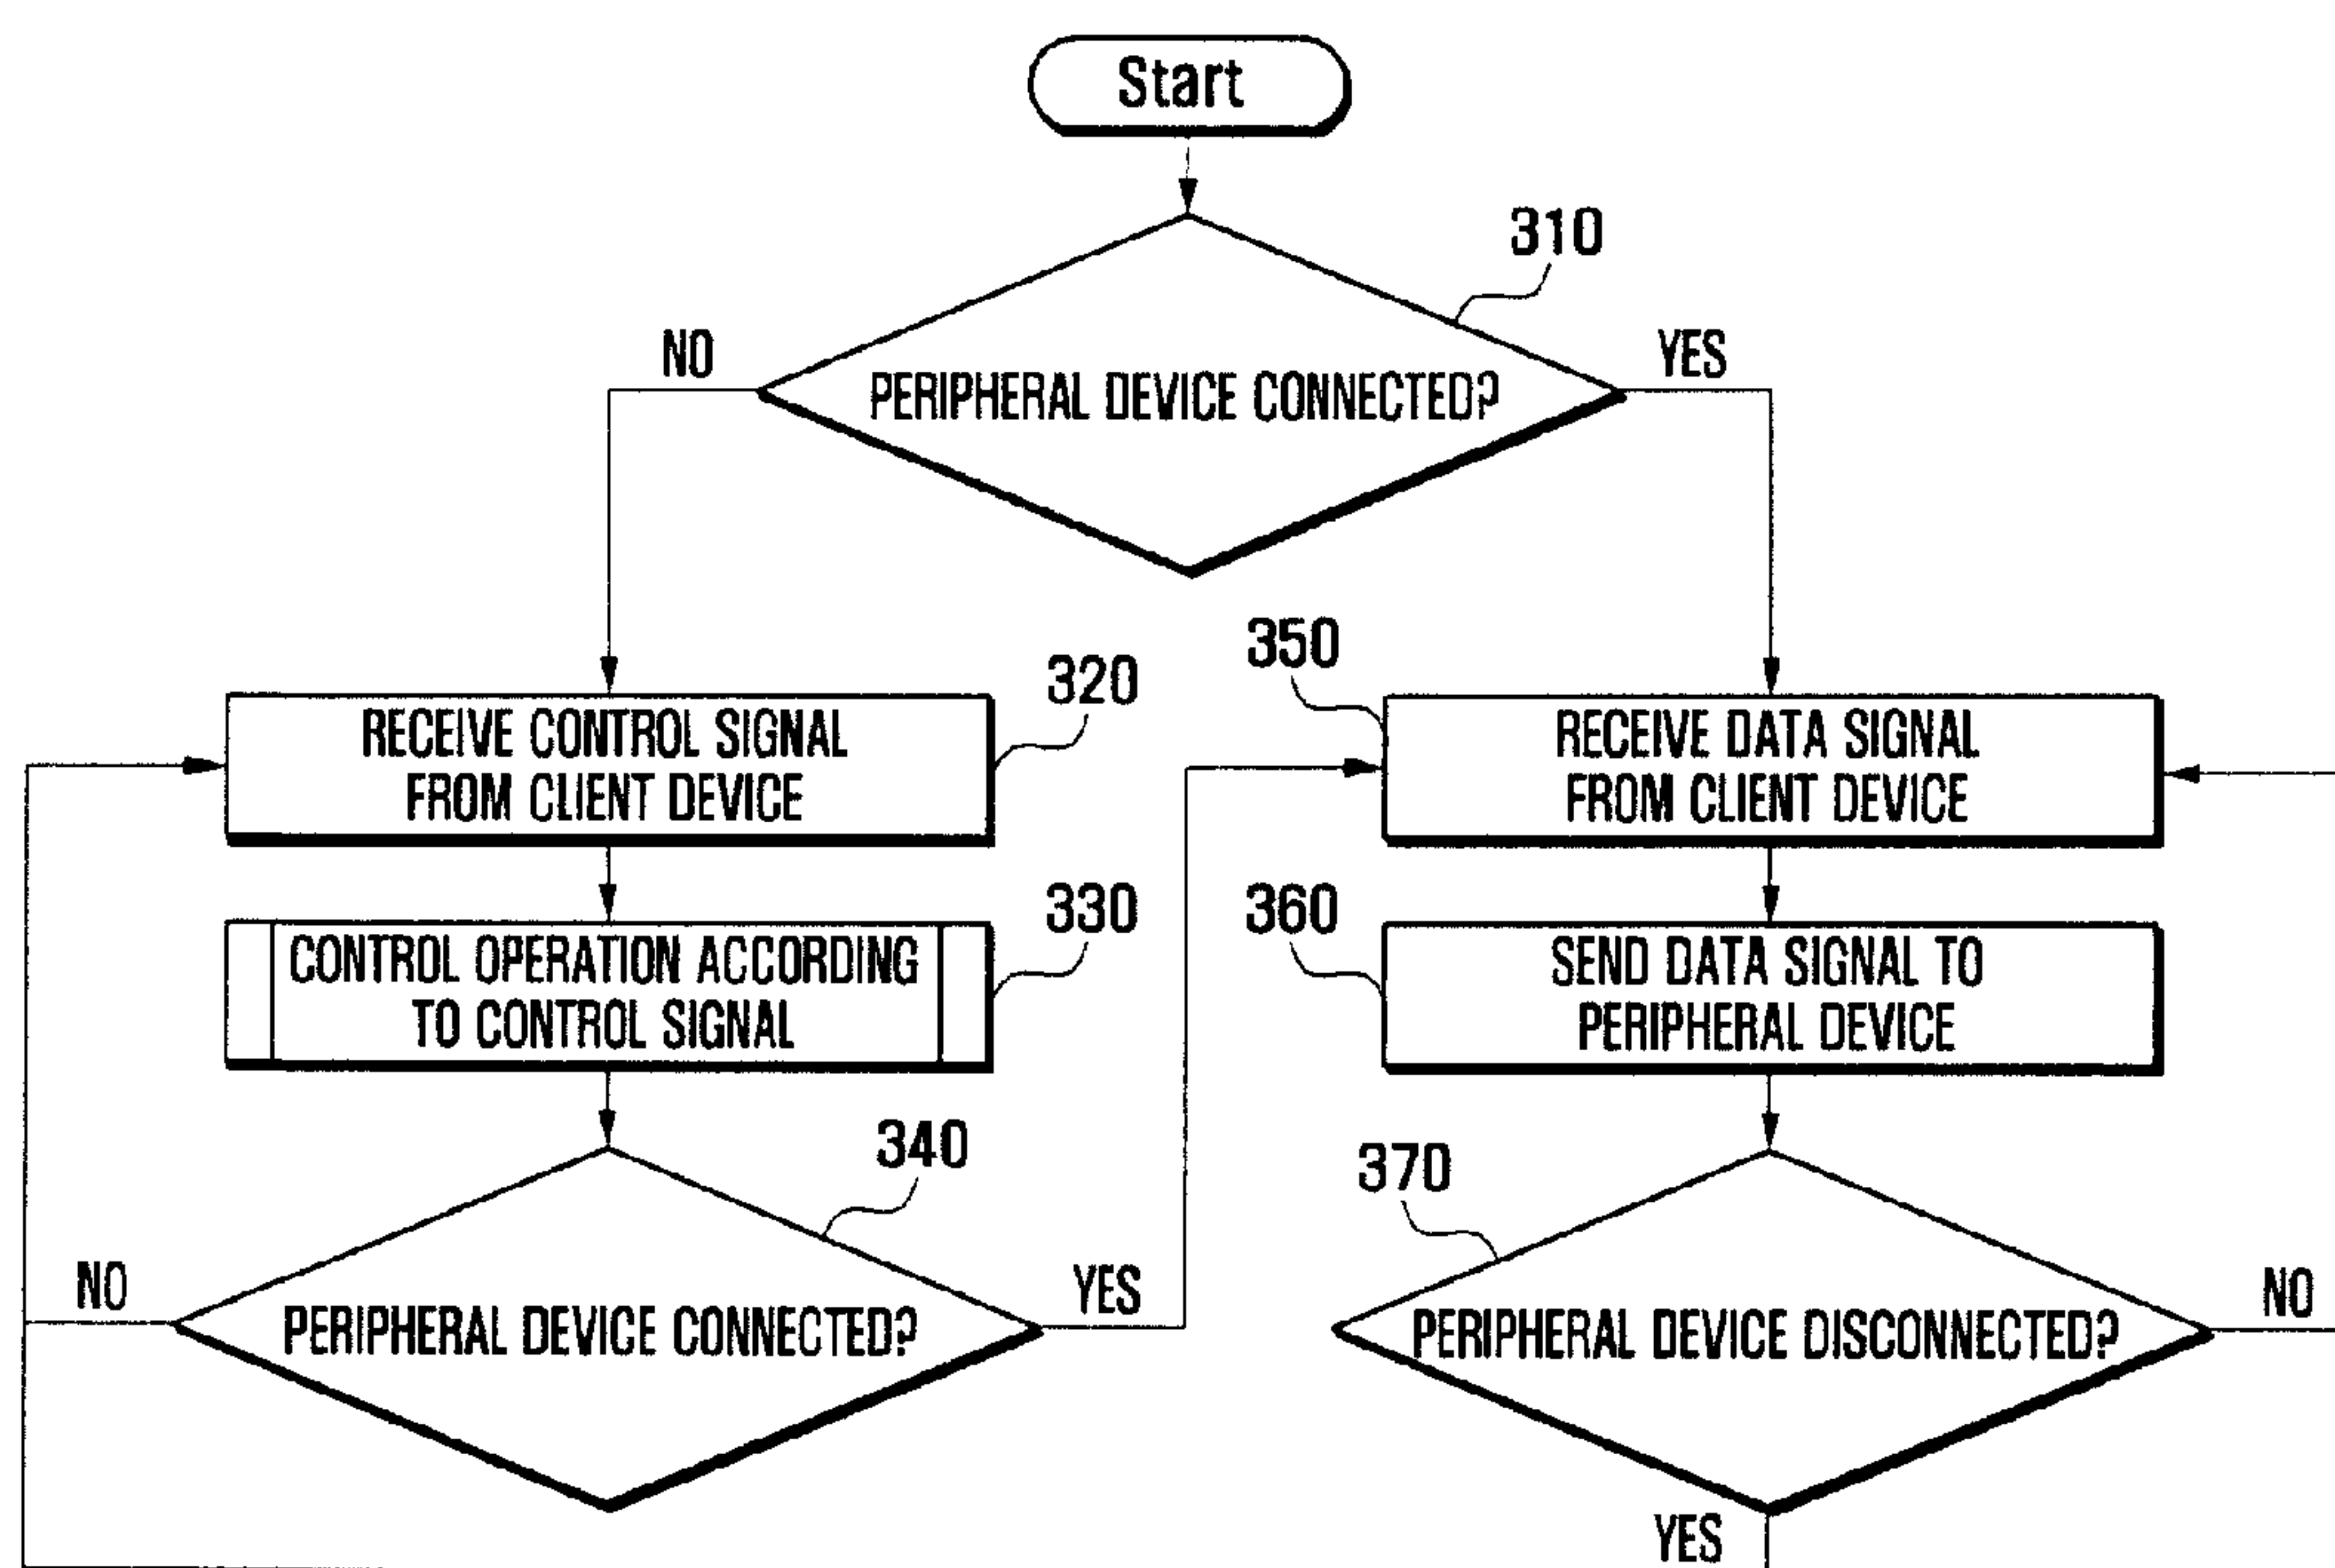 Start
310
NO
YES
PERIPHERAL DEVICE CONNECTED?
320
350
RECEIVE CONTROL SIGNAL
FROM CLIENT DEVICE
RECEIVE DATA SIGNAL
FROM CLIENT DEVICE
330
360
CONTROL OPERATION ACCORDING
TO CONTROL SIGNAL
SEND DATA SIGNAL TO
PERIPHERAL DEVICE
340
370
NO
PERIPHERAL DEVICE CONNECTED?
YES
PERIPHERAL DEVICE DISCONNECTED?
NO
YES